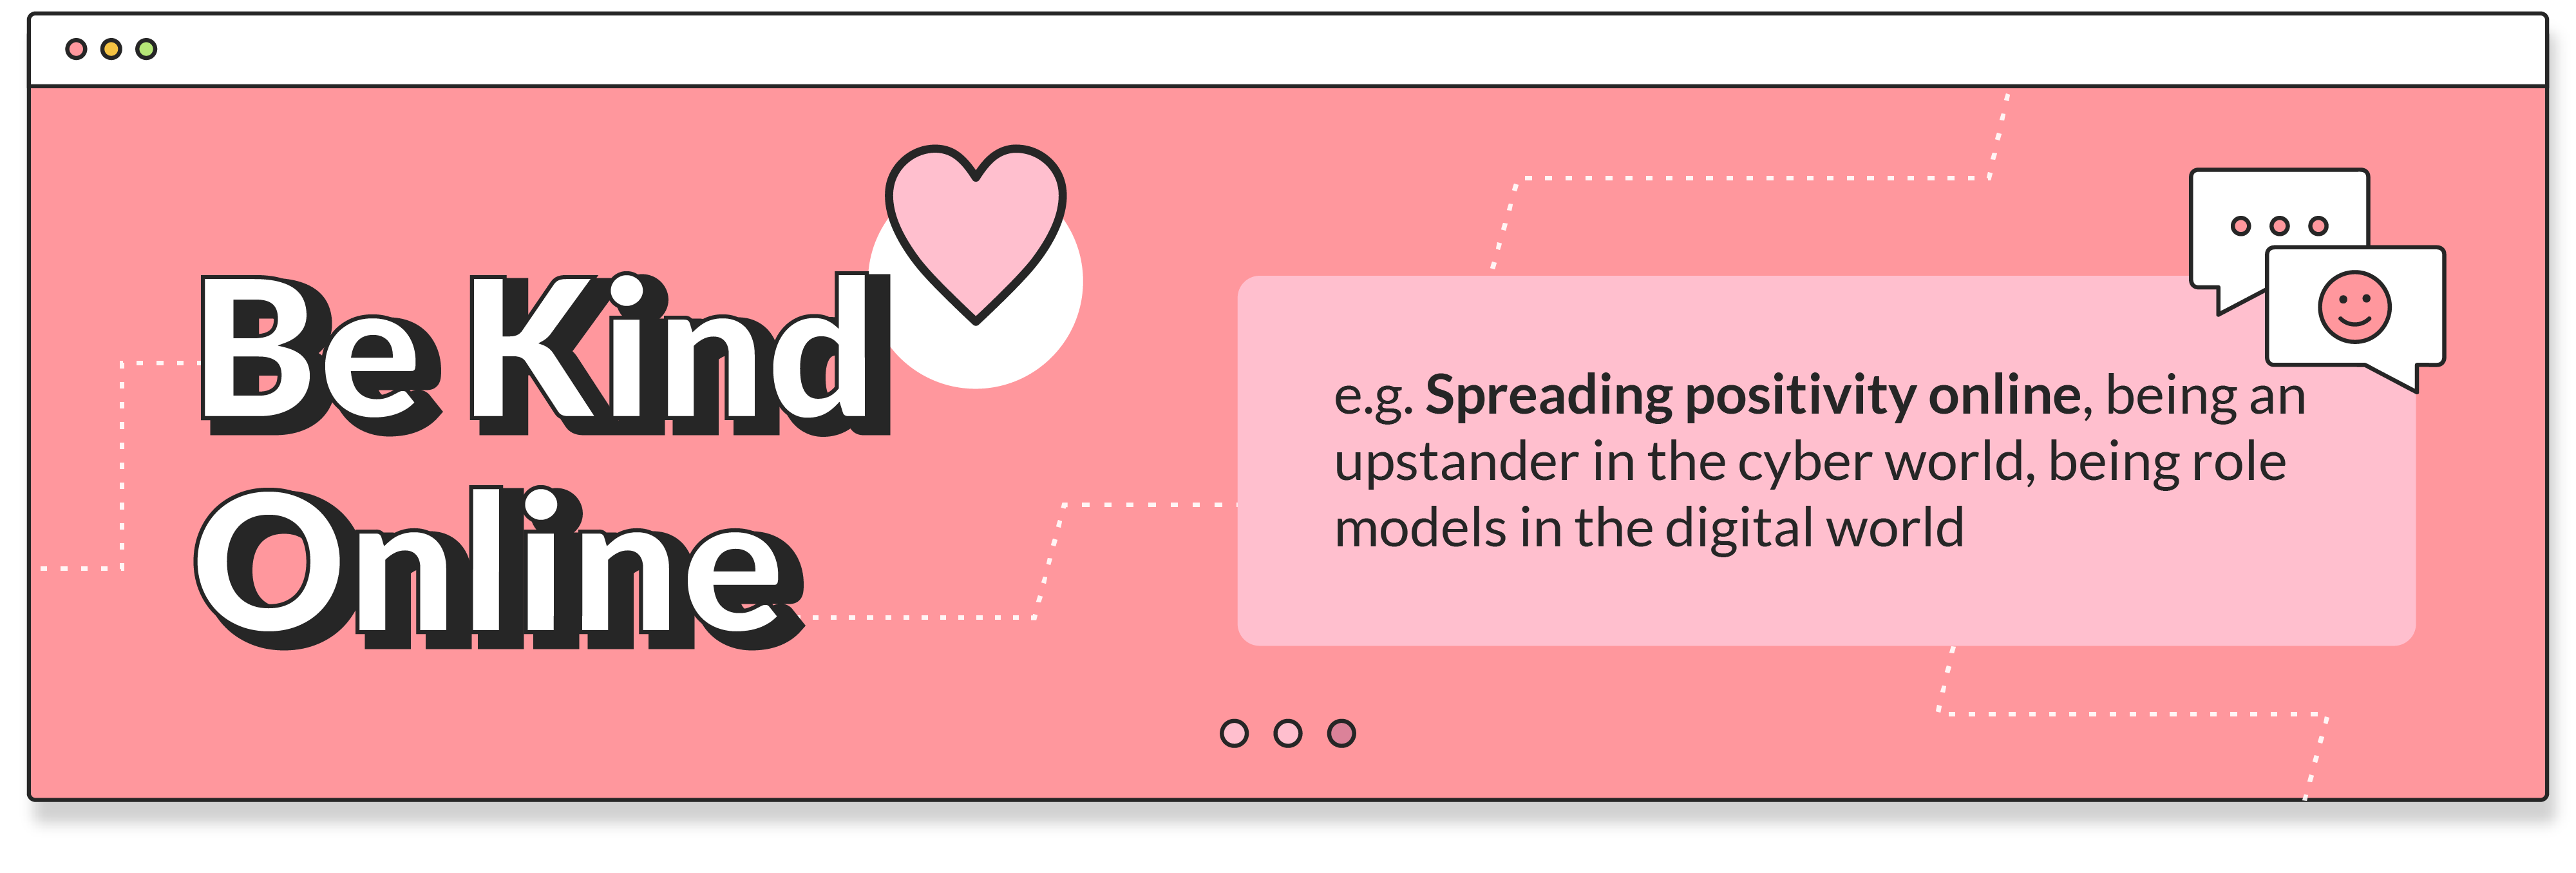 Be Kind
Online
e.g. Spreading positivity online, being an
upstander in the cyber world, being role
models in the digital world